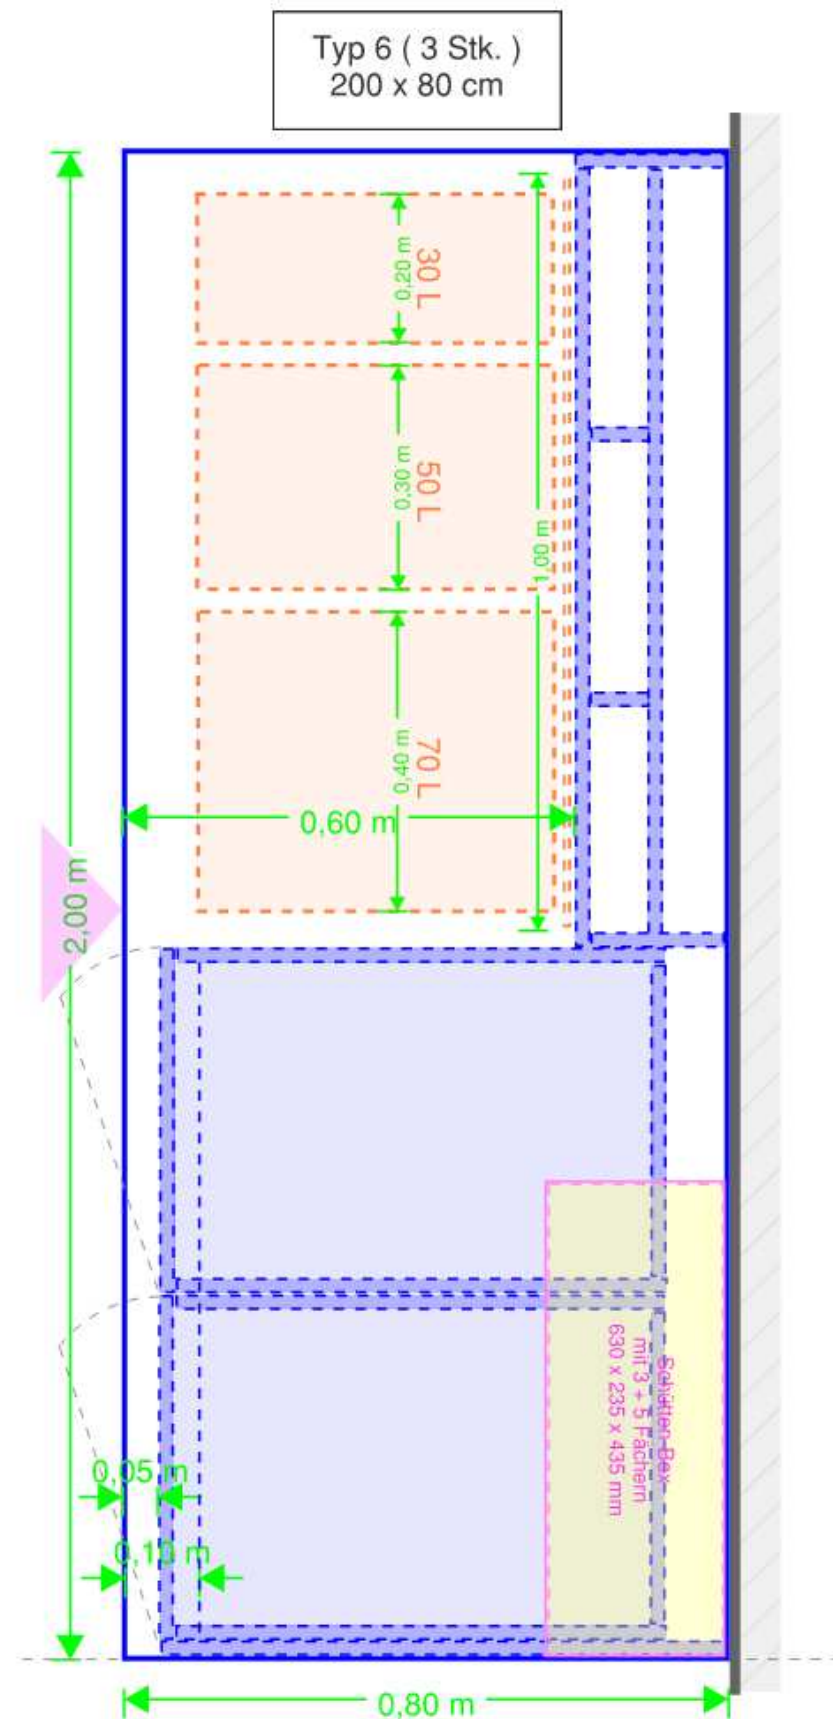 Typ 6 ( 3 Stk. )
200 x 80 cm
30 L
0,20 m
50 L
0,30 m
1,00 m
70 L
0,40 m
0,60 m
2,00 m
Schütten-Box
mit 3 + 5 Fächern
630 x 235 x 435 mm
0,05 m
0,10 m
0,80 m